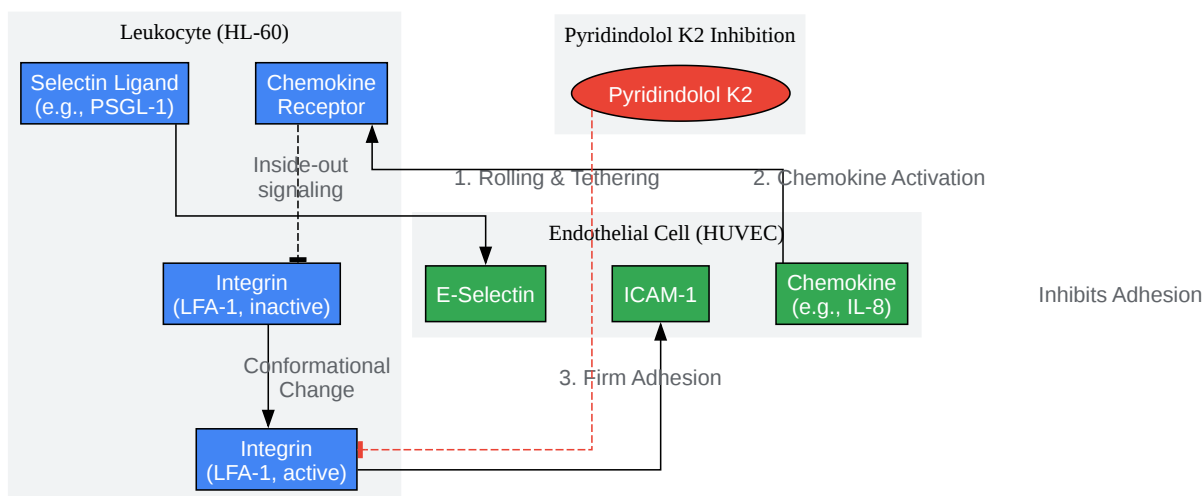 Leukocyte (HL-60)
Pyridindolol K2 Inhibition
Selectin Ligand
(e.g., PSGL-1)
Chemokine
Receptor
Pyridindolol K2
Inside-out
signaling
1. Rolling & Tethering
2. Chemokine Activation
Endothelial Cell (HUVEC)
Integrin
(LFA-1, inactive)
E-Selectin
ICAM-1
Chemokine
(e.g., IL-8)
Inhibits Adhesion
Conformational
Change
3. Firm Adhesion
Integrin
(LFA-1, active)